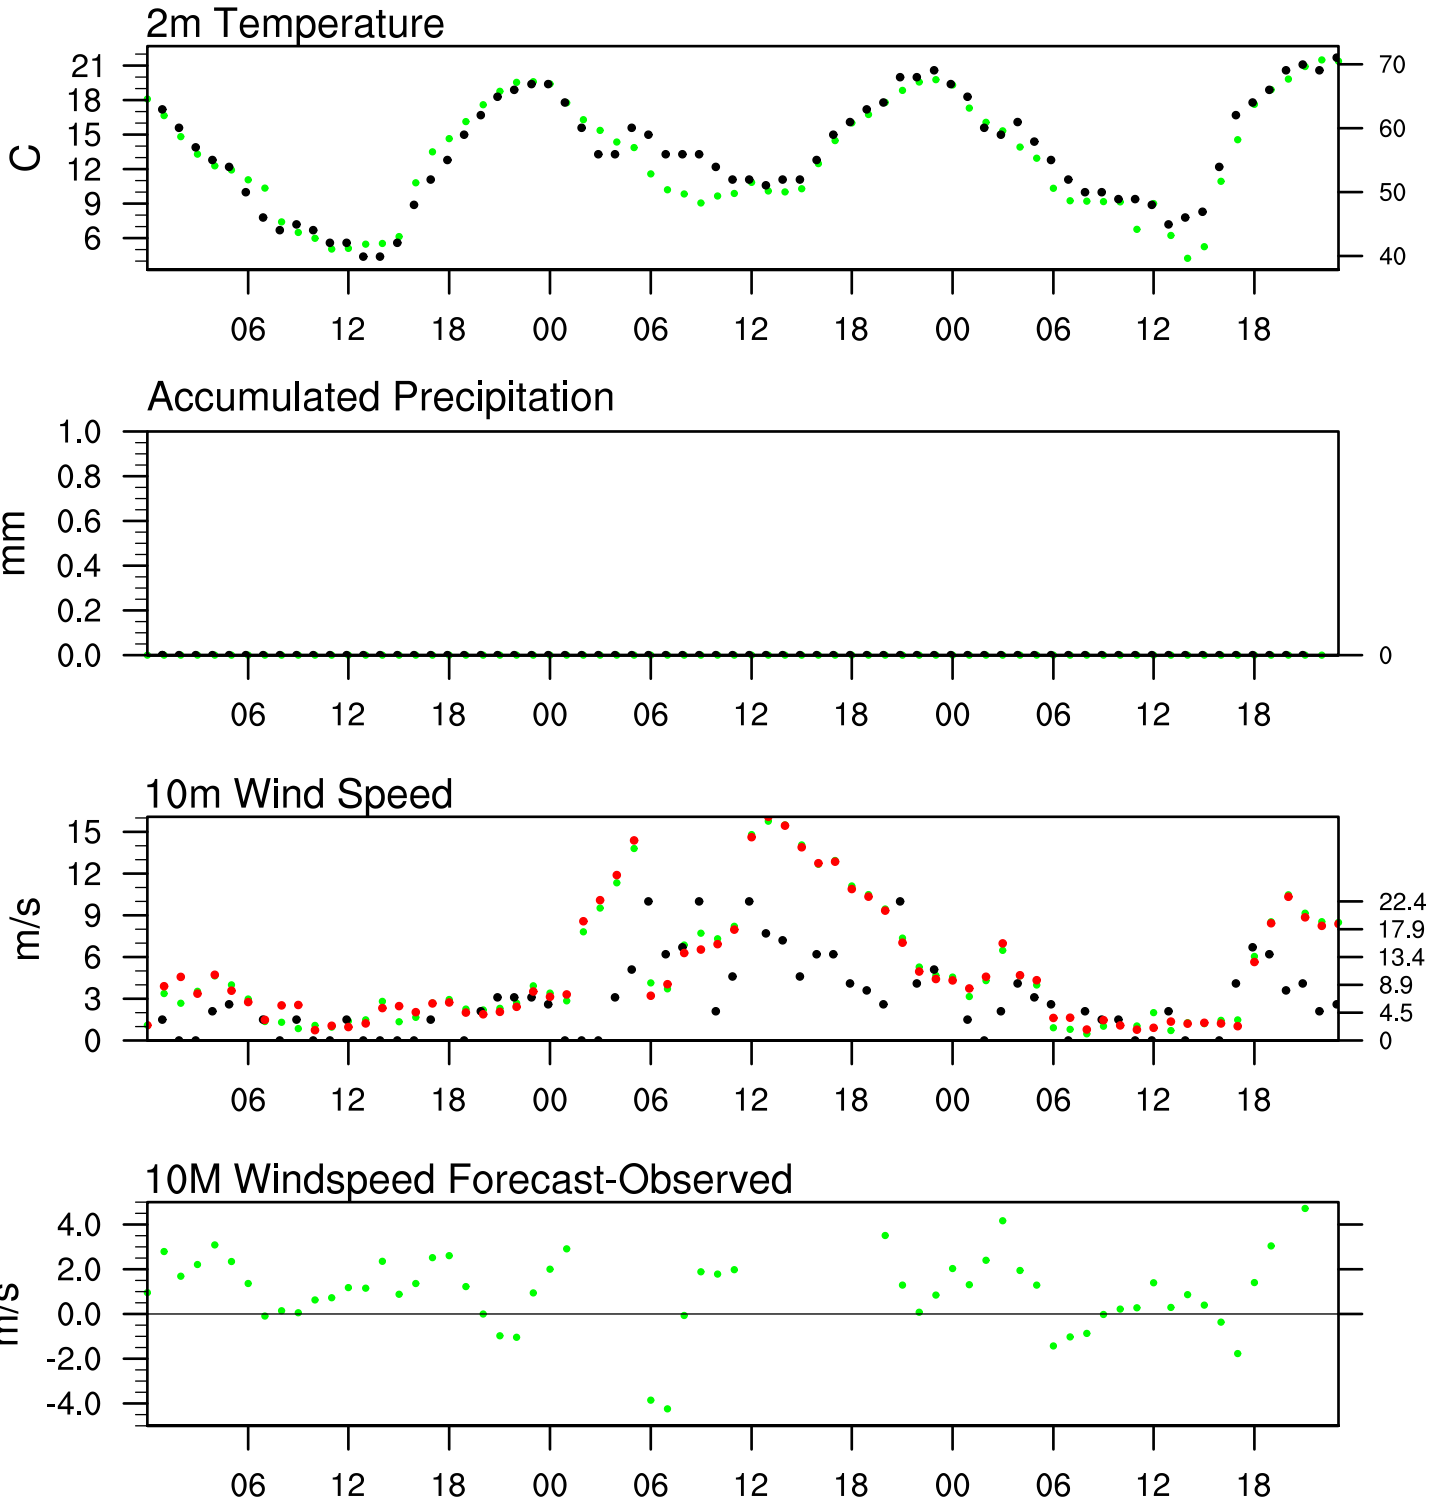 2m Temperature
21
18
15
12
9
6
C
70
60
50
40
06 12 18 00 06 12 18 00 06 12 18
Accumulated Precipitation
1.0
0.8
0.6
0.4
0.2
0.0
mm
0
06 12 18 00 06 12 18 00 06 12 18
10m Wind Speed
15
12
9
6
3
0
m/s
22.4
17.9
13.4
8.9
4.5
0
06 12 18 00 06 12 18 00 06 12 18
10M Windspeed Forecast-Observed
4.0
2.0
0.0
-2.0
-4.0
m/s
06 12 18 00 06 12 18 00 06 12 18